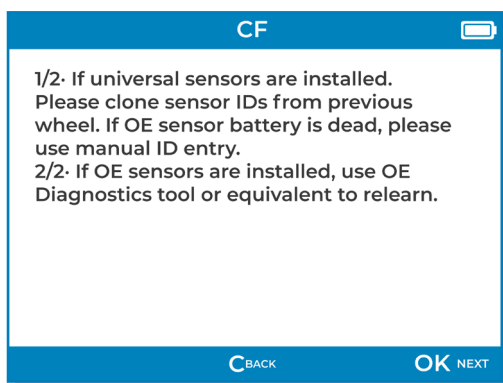 CF
1/2· If universal sensors are installed.
Please clone sensor IDs from previous
wheel. If OE sensor battery is dead, please
use manual ID entry.
2/2· If OE sensors are installed, use OE
Diagnostics tool or equivalent to relearn.
CBACK OK NEXT